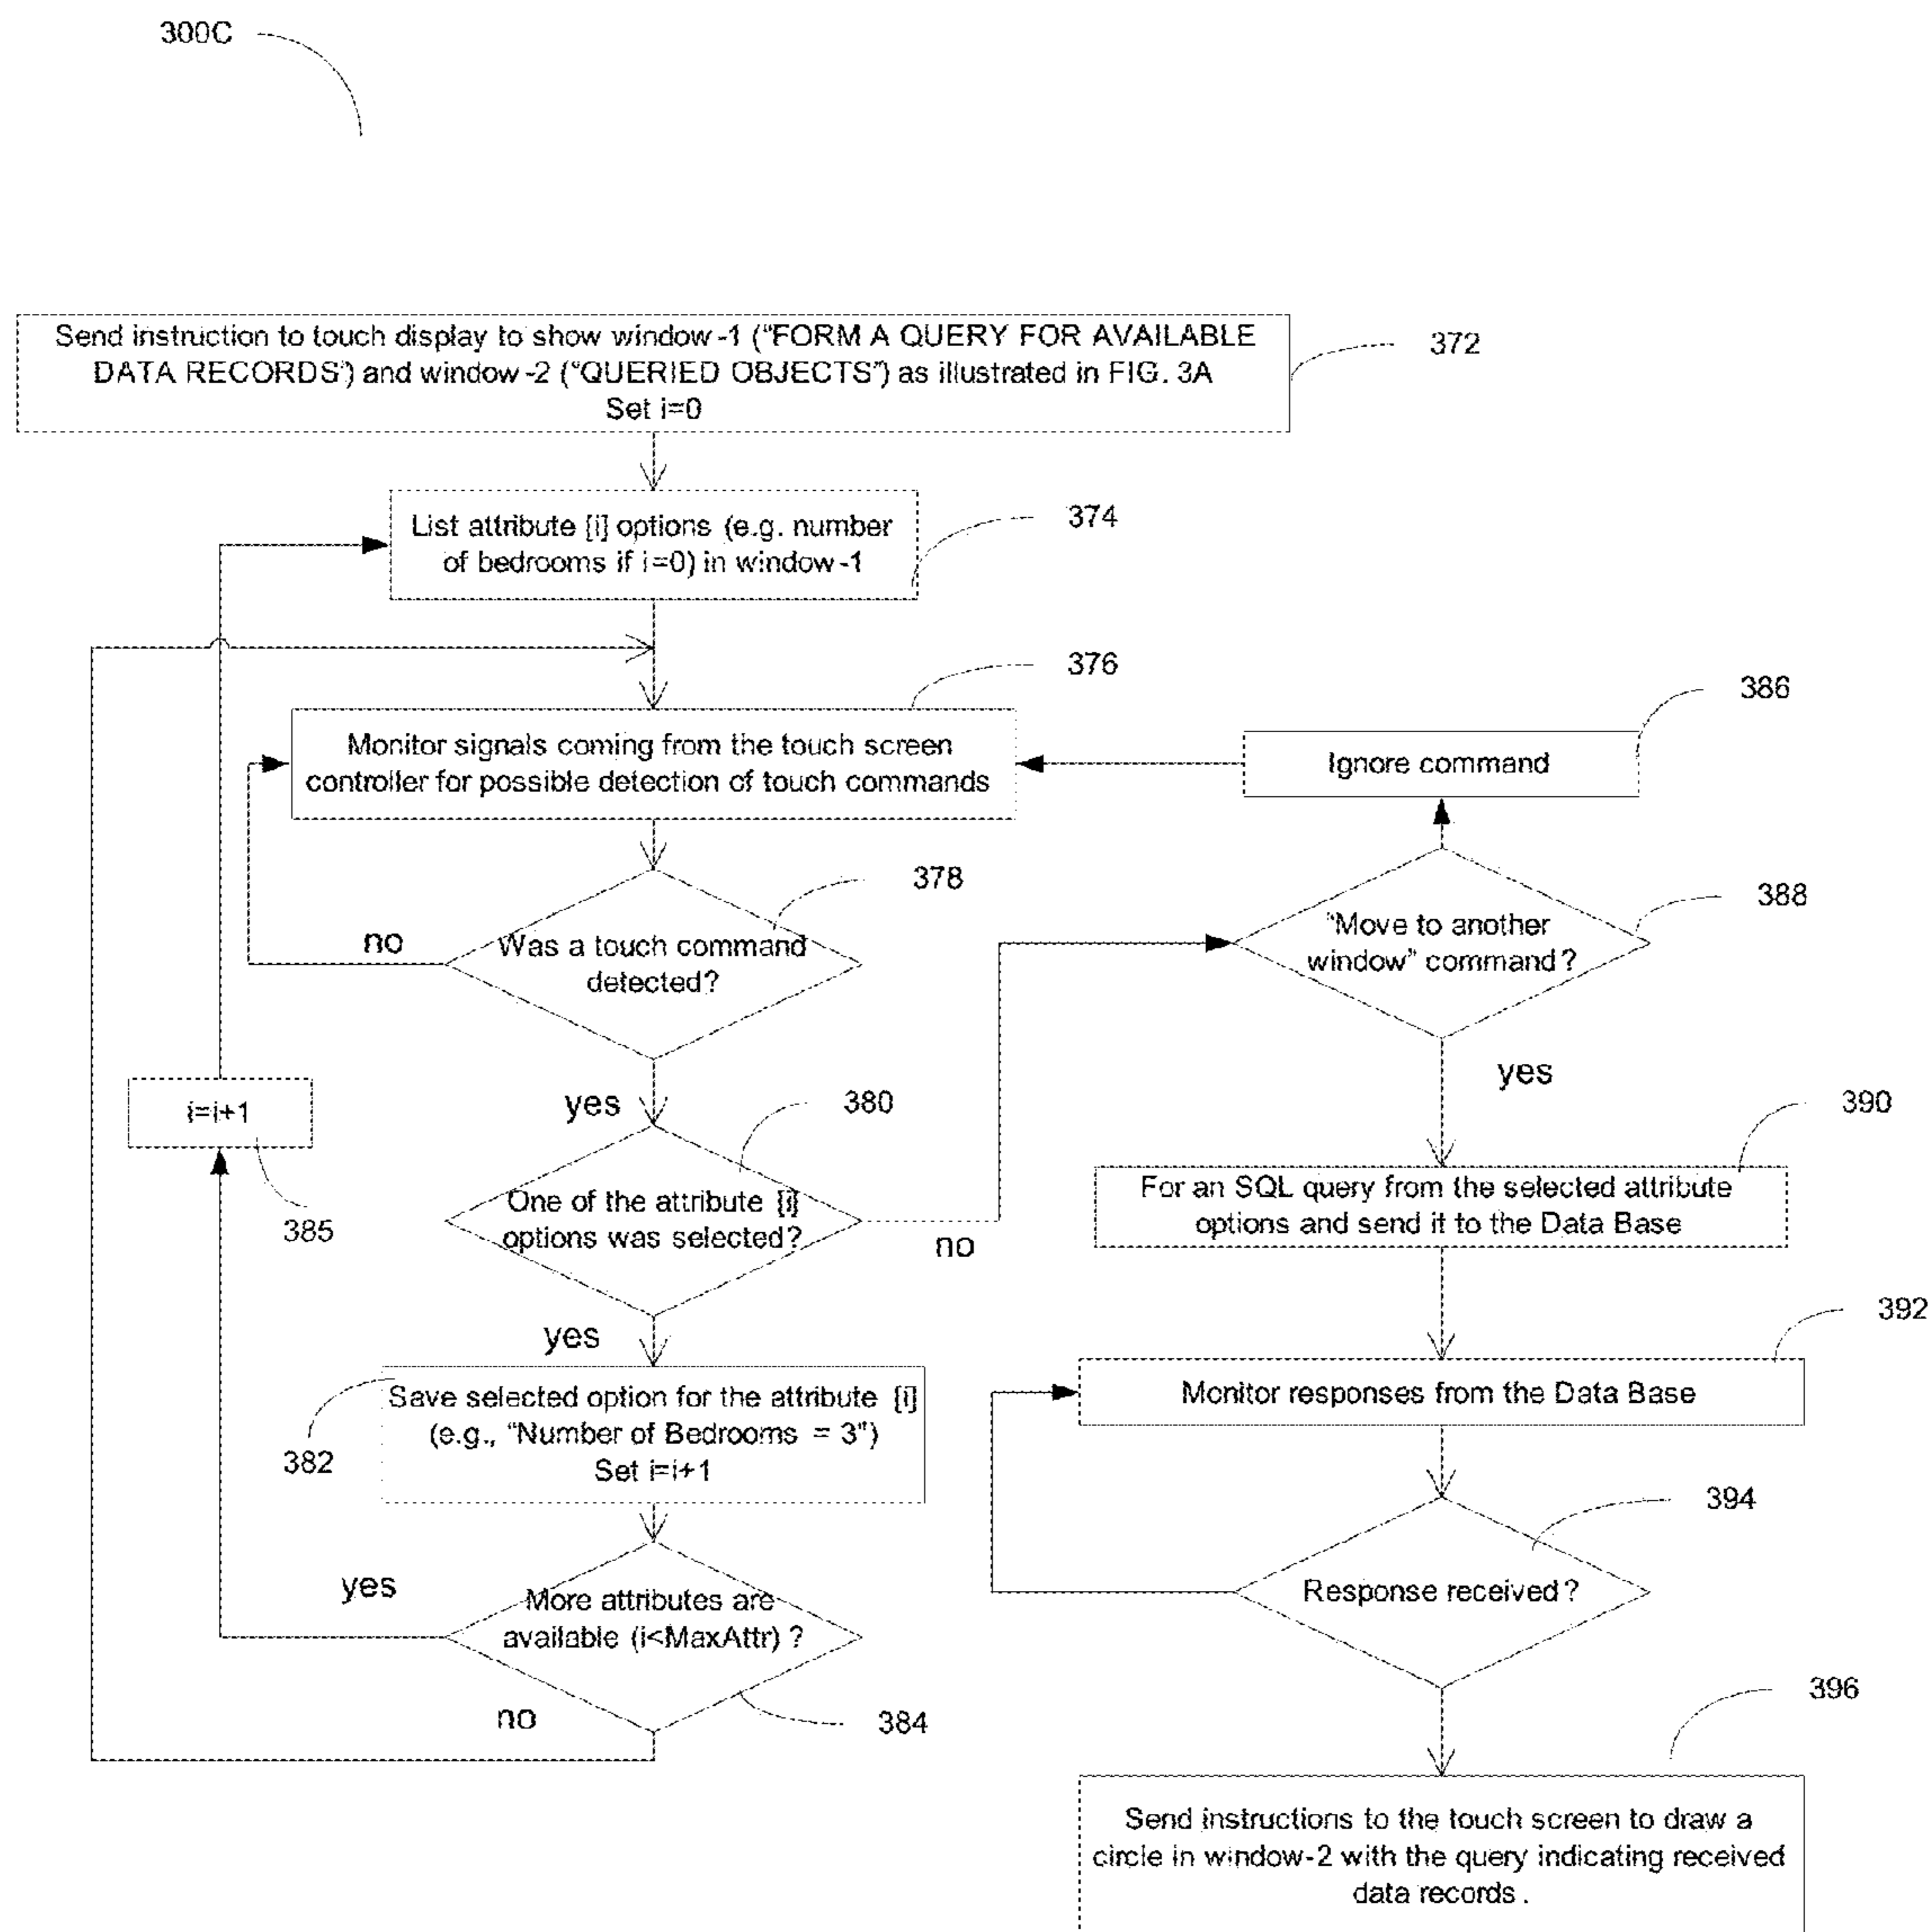 300C
Send instruction to touch display to show window-1 ("FORM A QUERY FOR AVAILABLE
DATA RECORDS") and window-2 ("QUERIED OBJECTS") as illustrated in FIG. 3A
Set i=0
372
List attribute [i] options (e.g. number
of bedrooms if i=0) in window-1
374
376
Monitor signals coming from the touch screen
controller for possible detection of touch commands
386
Ignore command
378
no
Was a touch command
detected?
388
"Move to another
window" command?
yes
yes
i=i+1
385
380
One of the attribute [i]
options was selected?
no
390
For an SQL query from the selected attribute
options and send it to the Data Base
yes
382
Save selected option for the attribute [i]
(e.g., "Number of Bedrooms = 3")
Set i=i+1
392
Monitor responses from the Data Base
394
Response received?
yes
More attributes are
available (i<MaxAttr) ?
no
384
396
Send instructions to the touch screen to draw a
circle in window-2 with the query indicating received
data records.